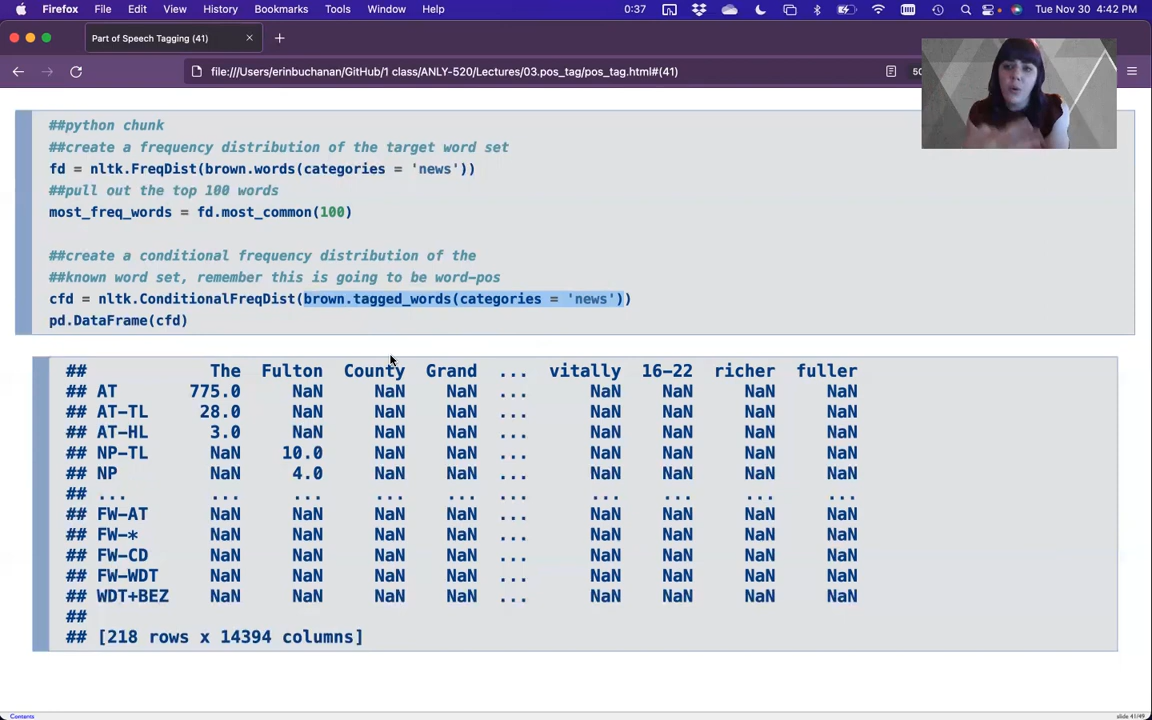 Firefox File Edit View History Bookmarks Tools Window Help 0:37 Tue Nov 30 4:42 PM
Part of Speech Tagging (41)
file:///Users/erinbuchanan/GitHub/1 class/ANLY-520/Lectures/03.pos_tag/pos_tag.html#(41)
##python chunk
##create a frequency distribution of the target word set
fd = nltk.FreqDist(brown.words(categories = 'news'))
##pull out the top 100 words
most_freq_words = fd.most_common(100)
##create a conditional frequency distribution of the
##known word set, remember this is going to be word-pos
cfd = nltk.ConditionalFreqDist(brown.tagged_words(categories = 'news'))
pd.DataFrame(cfd)
## The Fulton County Grand ... vitally 16-22 richer fuller
## AT 775.0 NaN NaN NaN ... NaN NaN NaN NaN
## AT-TL 28.0 NaN NaN NaN ... NaN NaN NaN NaN
## AT-HL 3.0 NaN NaN NaN ... NaN NaN NaN NaN
## NP-TL NaN 10.0 NaN NaN ... NaN NaN NaN NaN
## NP NaN 4.0 NaN NaN ... NaN NaN NaN NaN
## ... ... ... ... ... ... ... ... ... ...
## FW-AT NaN NaN NaN NaN ... NaN NaN NaN NaN
## FW-* NaN NaN NaN NaN ... NaN NaN NaN NaN
## FW-CD NaN NaN NaN NaN ... NaN NaN NaN NaN
## FW-WDT NaN NaN NaN NaN ... NaN NaN NaN NaN
## WDT+BEZ NaN NaN NaN NaN ... NaN NaN NaN NaN
##
## [218 rows x 14394 columns]
Contents slide 41/49